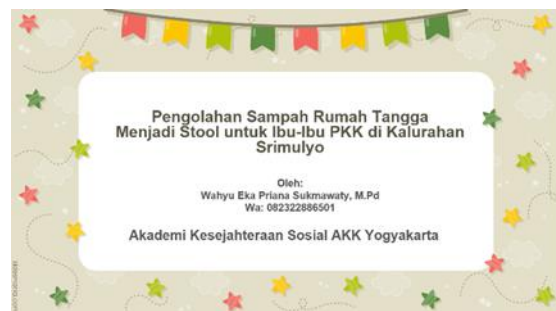 Pengolahan Sampah Rumah Tangga
Menjadi Stool untuk Ibu-Ibu PKK di Kalurahan
Srimulyo
Oleh:
Wahyu Eka Priana Sukmawaty, M.Pd
Wa: 082322886501
Akademi Kesejahteraan Sosial AKK Yogyakarta